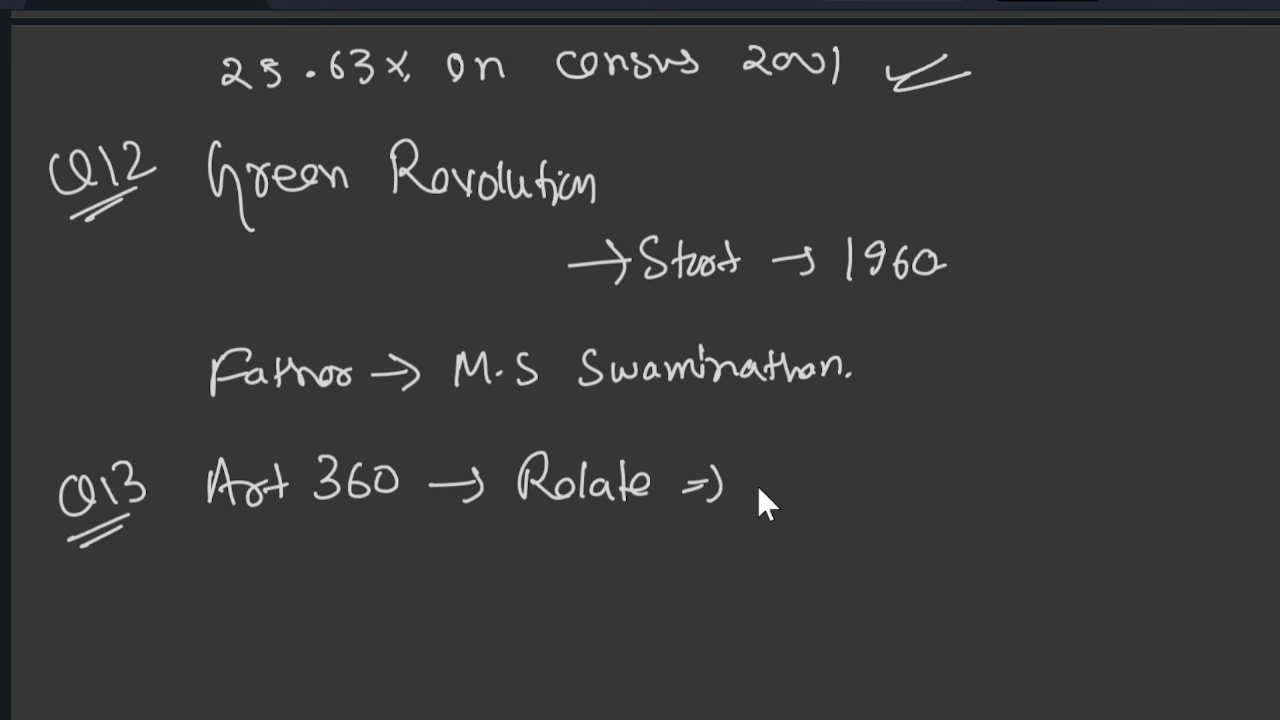 25.63% on census 2001
Q12 Green Revolution
→ Start → 1960
Father → M.S Swaminathan.
Q13 Art 360 → Relate ⇒